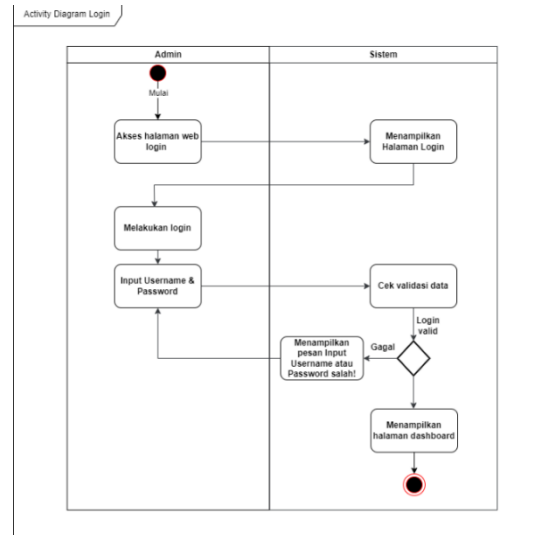 Activity Diagram Login
Admin
Sistem
Mulai
Akses halaman web
login
Menampilkan
Halaman Login
Melakukan login
Input Username &
Password
Cek validasi data
Login
valid
Menampilkan
pesan Input
Username atau
Password salah!
Gagal
Menampilkan
halaman dashboard